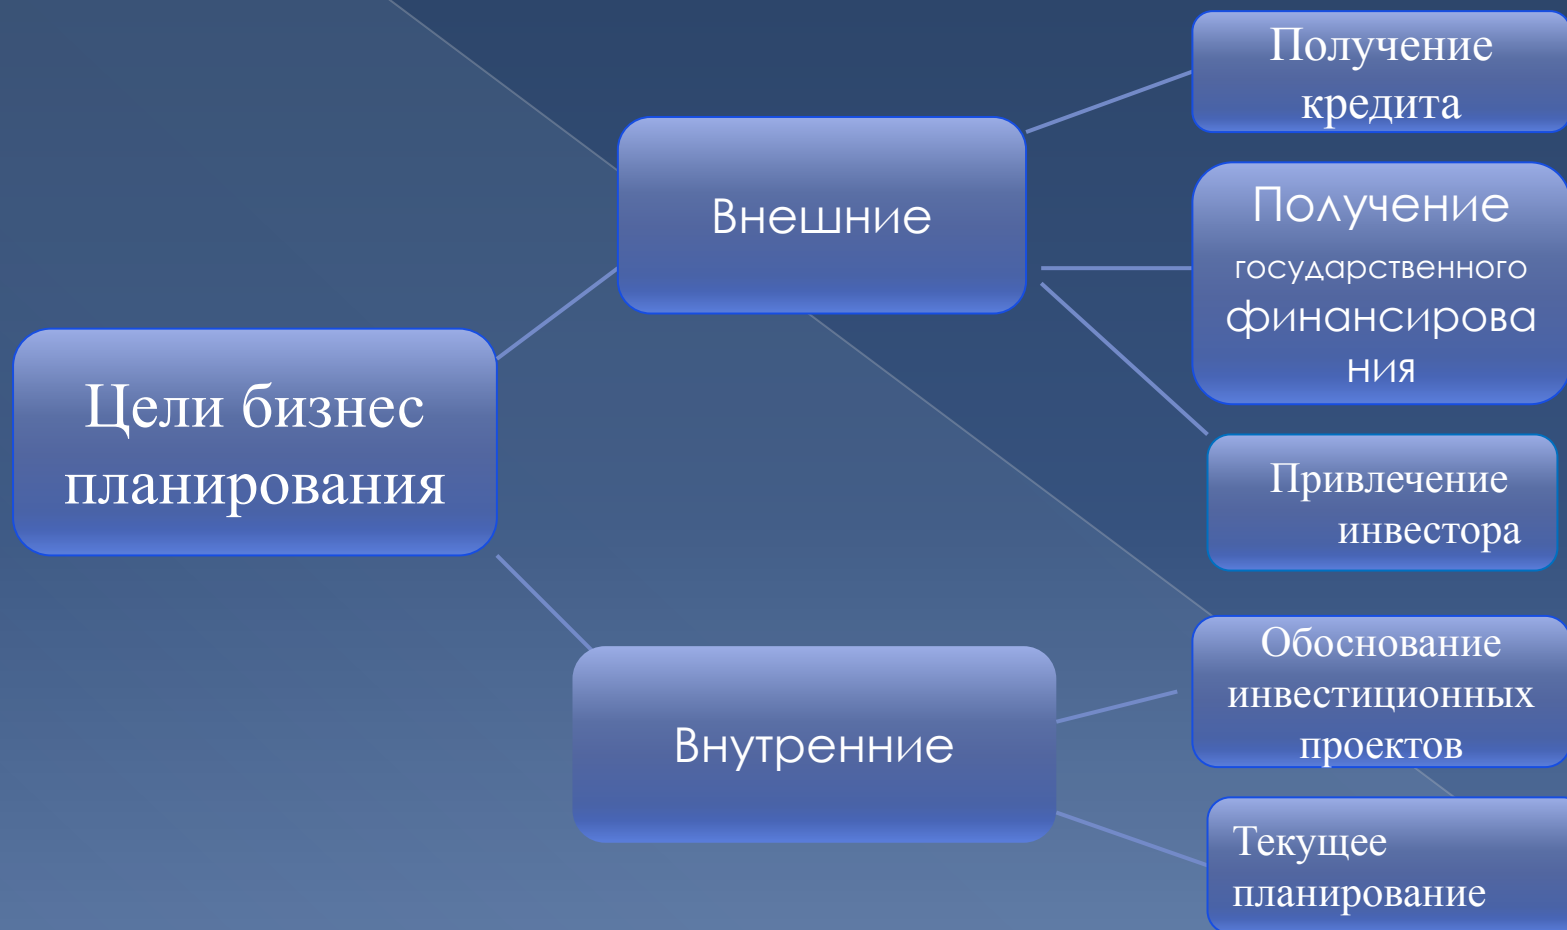 Цели бизнес
планирования
Внешние
Получение
кредита
Получение
государственного
финансирова
ния
Привлечение
инвестора
Внутренние
Обоснование
инвестиционных
проектов
Текущее
планирование